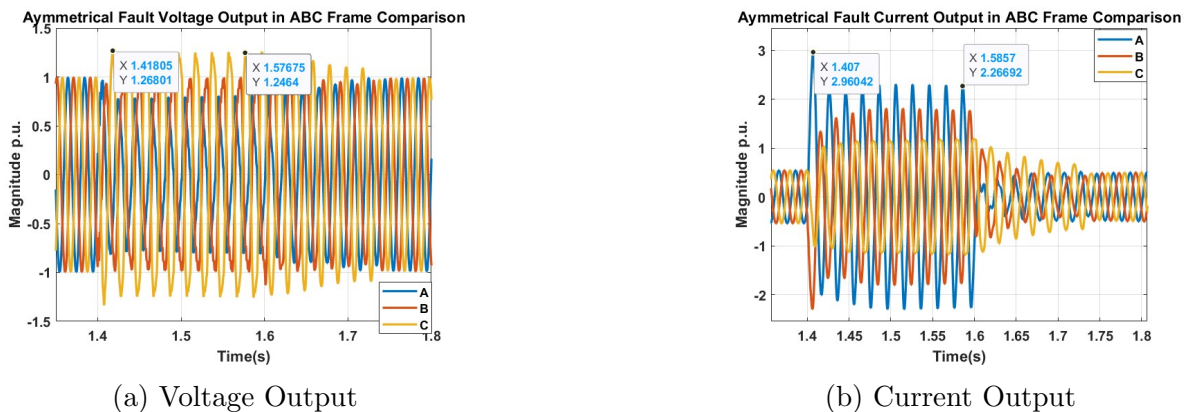 Aymmetrical Fault Voltage Output in ABC Frame Comparison
1.5
1
0.5
0
-0.5
-1
-1.5
Magnitude p.u.
X 1.41805
Y 1.26801
X 1.57675
Y 1.2464
A
B
C
1.4
1.5
1.6
1.7
1.8
Time(s)
(a) Voltage Output
Aymmetrical Fault Current Output in ABC Frame Comparison
3
2
1
0
-1
-2
Magnitude p.u.
X 1.407
Y 2.96042
X 1.5857
Y 2.26692
A
B
C
1.4
1.45
1.5
1.55
1.6
1.65
1.7
1.75
1.8
Time(s)
(b) Current Output